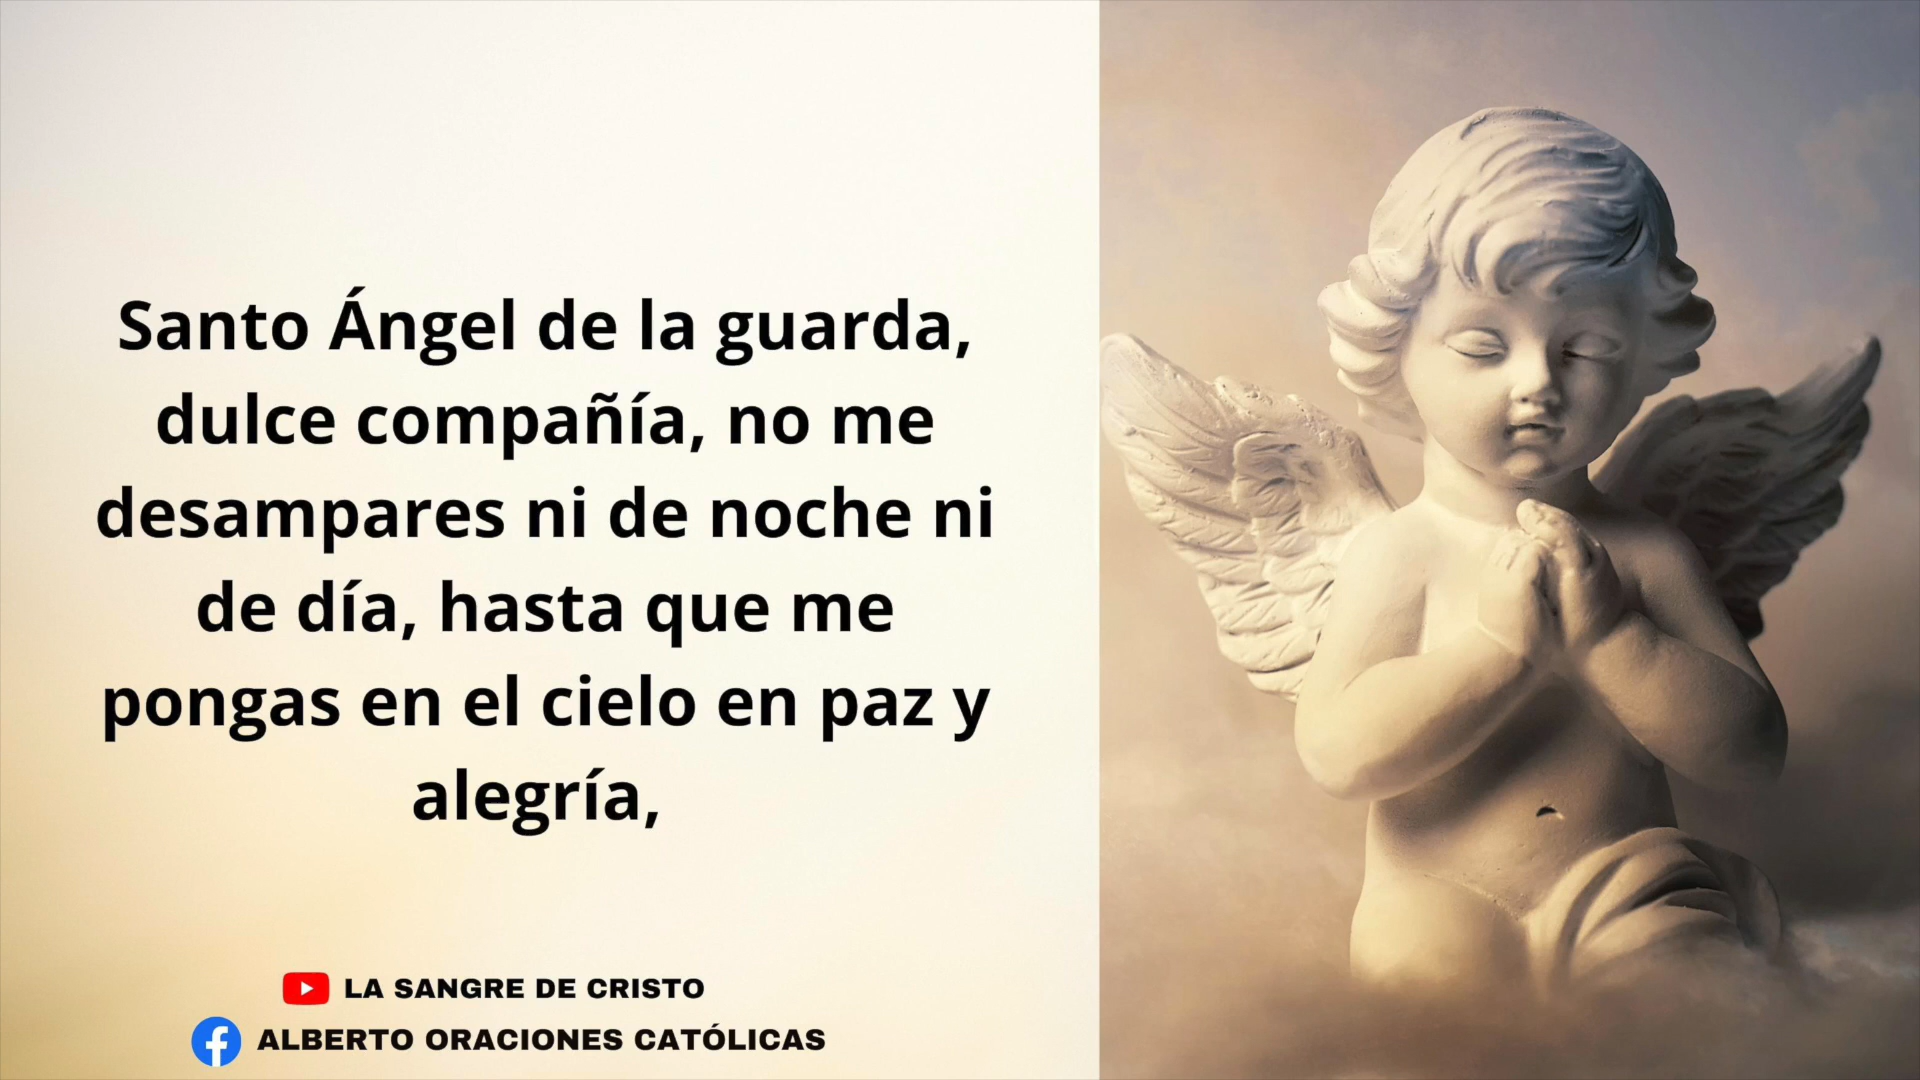 Santo Ángel de la guarda,
dulce compañía, no me
desampares ni de noche ni
de día, hasta que me
pongas en el cielo en paz y
alegría,
LA SANGRE DE CRISTO
ALBERTO ORACIONES CATÓLICAS